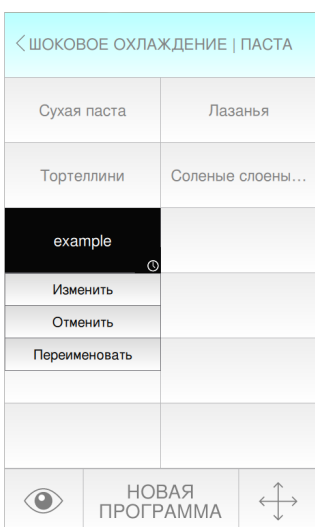 ШОКОВОЕ ОХЛАЖДЕНИЕ | ПАСТА
Сухая паста
Лазанья
Тортеллини
Соленые слоены...
example
Изменить
Отменить
Переименовать
НОВАЯ
ПРОГРАММА